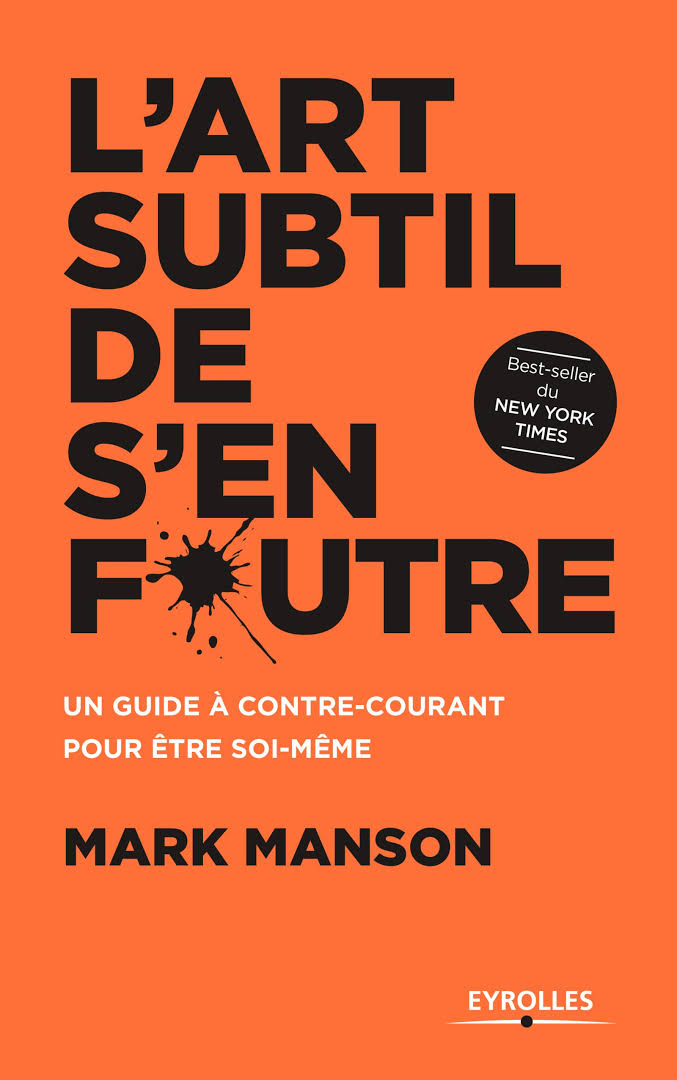 L'ART
SUBTIL
DE
S'EN
F*UTRE
Best-seller
du
NEW YORK
TIMES
UN GUIDE À CONTRE-COURANT
POUR ÊTRE SOI-MÊME
MARK MANSON
EYROLLES